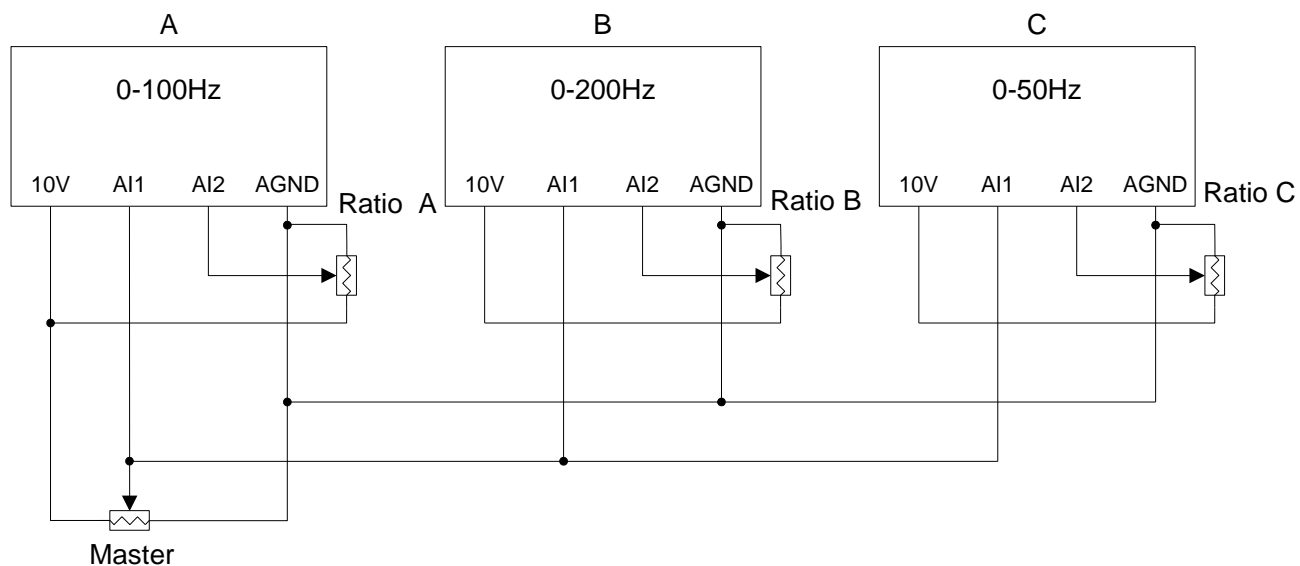 A
B
C
0-100Hz
0-200Hz
0-50Hz
10V AI1 AI2 AGND
Ratio A
10V AI1 AI2 AGND
Ratio B
10V AI1 AI2 AGND
Ratio C
Master